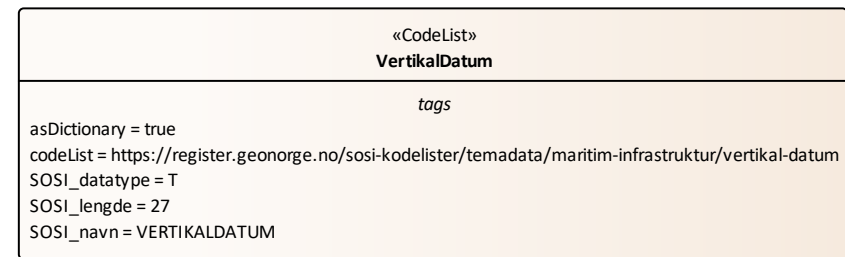 «CodeList»
VertikalDatum
tags
asDictionary = true
codeList = https://register.geonorge.no/sosi-kodelister/temadata/maritim-infrastruktur/vertikal-datum
SOSI_datatype = T
SOSI_lengde = 27
SOSI_navn = VERTIKALDATUM